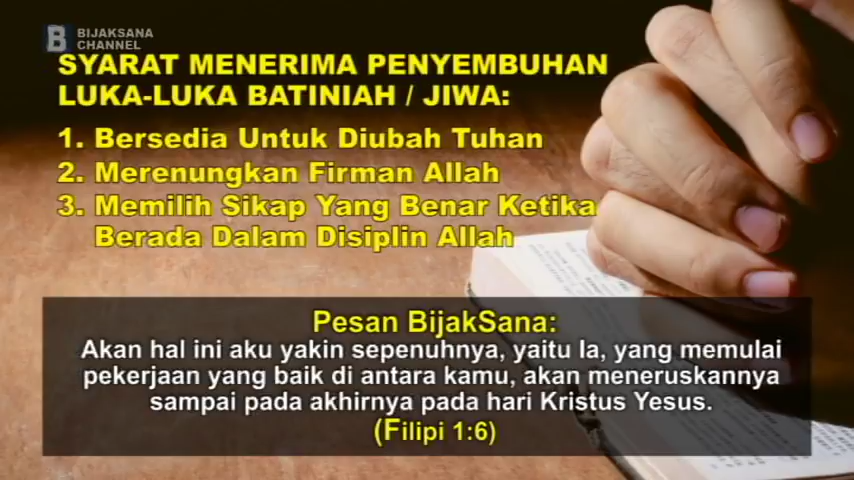 B BIJAKSANA
CHANNEL
SYARAT MENERIMA PENYEMBUHAN
LUKA-LUKA BATINIAH / JIWA:
1. Bersedia Untuk Diubah Tuhan
2. Merenungkan Firman Allah
3. Memilih Sikap Yang Benar Ketika
Berada Dalam Disiplin Allah
Pesan BijakSana:
Akan hal ini aku yakin sepenuhnya, yaitu Ia, yang memulai
pekerjaan yang baik di antara kamu, akan meneruskannya
sampai pada akhirnya pada hari Kristus Yesus.
(Filipi 1:6)